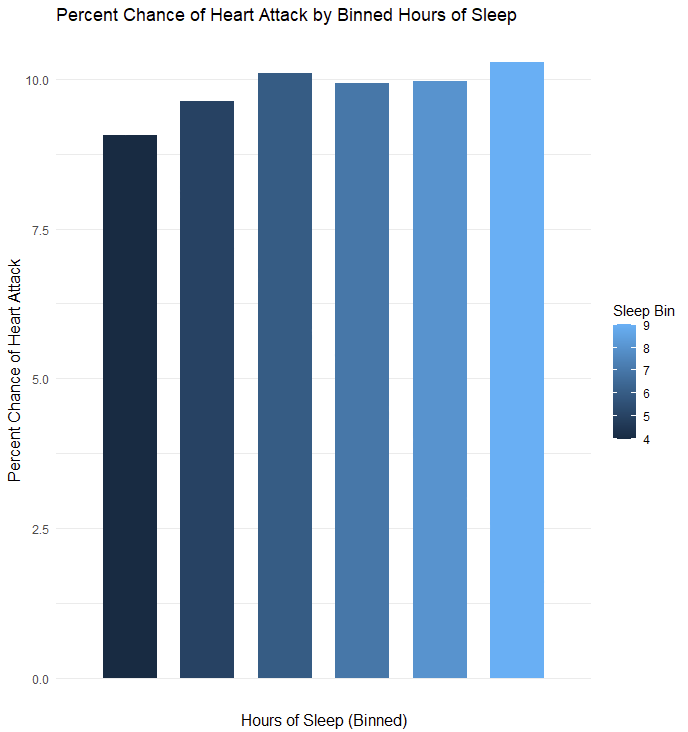 Percent Chance of Heart Attack by Binned Hours of Sleep
10.0
7.5
5.0
2.5
0.0
Percent Chance of Heart Attack
Hours of Sleep (Binned)
Sleep Bin
9
8
7
6
5
4